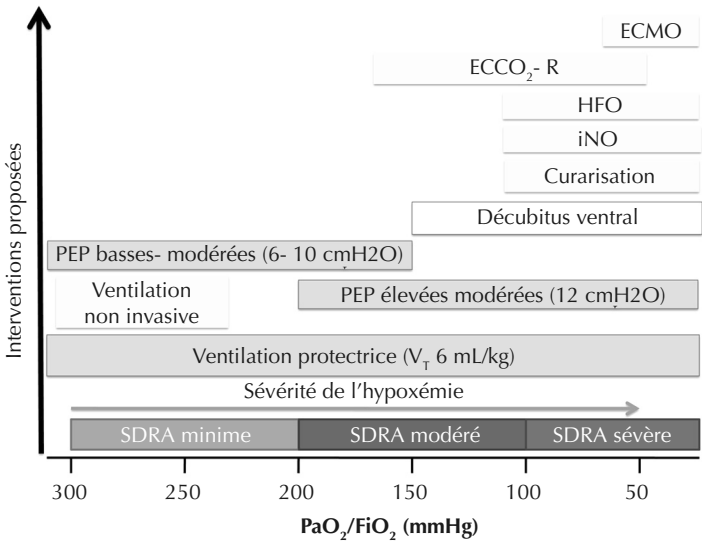 ECMO
ECCO₂- R
HFO
iNO
Curarisation
Décubitus ventral
PEP basses- modérées (6- 10 cmH2O)
Ventilation
non invasive
PEP élevées modérées (12 cmH2O)
Ventilation protectrice (V_T 6 mL/kg)
Sévérité de l'hypoxémie
SDRA minime
SDRA modéré
SDRA sévère
300
250
200
150
100
50
PaO₂/FiO₂ (mmHg)
Interventions proposées